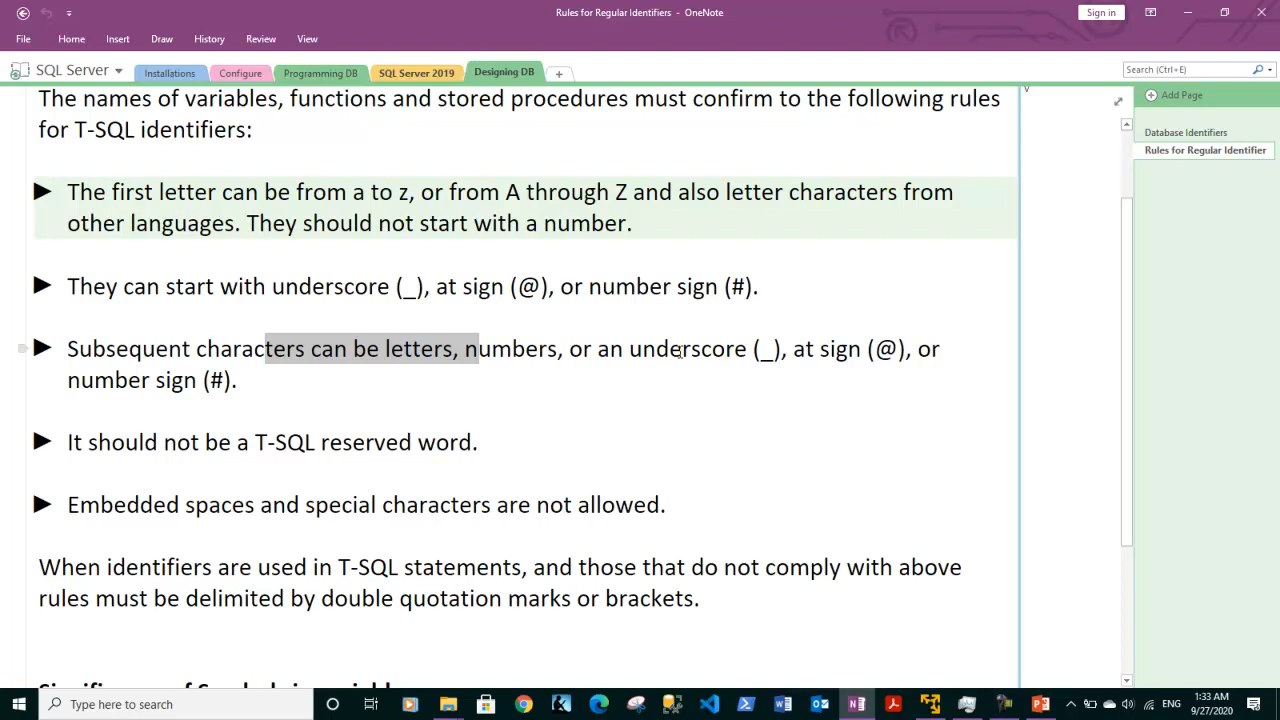 Rules for Regular Identifiers - OneNote
Sign in
File Home Insert Draw History Review View
SQL Server Installations Configure Programming DB SQL Server 2019 Designing DB
Search (Ctrl+E)
Add Page
Database Identifiers
Rules for Regular Identifier
The names of variables, functions and stored procedures must confirm to the following rules
for T-SQL identifiers:
The first letter can be from a to z, or from A through Z and also letter characters from
other languages. They should not start with a number.
They can start with underscore (_), at sign (@), or number sign (#).
Subsequent characters can be letters, numbers, or an underscore (_), at sign (@), or
number sign (#).
It should not be a T-SQL reserved word.
Embedded spaces and special characters are not allowed.
When identifiers are used in T-SQL statements, and those that do not comply with above
rules must be delimited by double quotation marks or brackets.
Type here to search
1:33 AM
9/27/2020